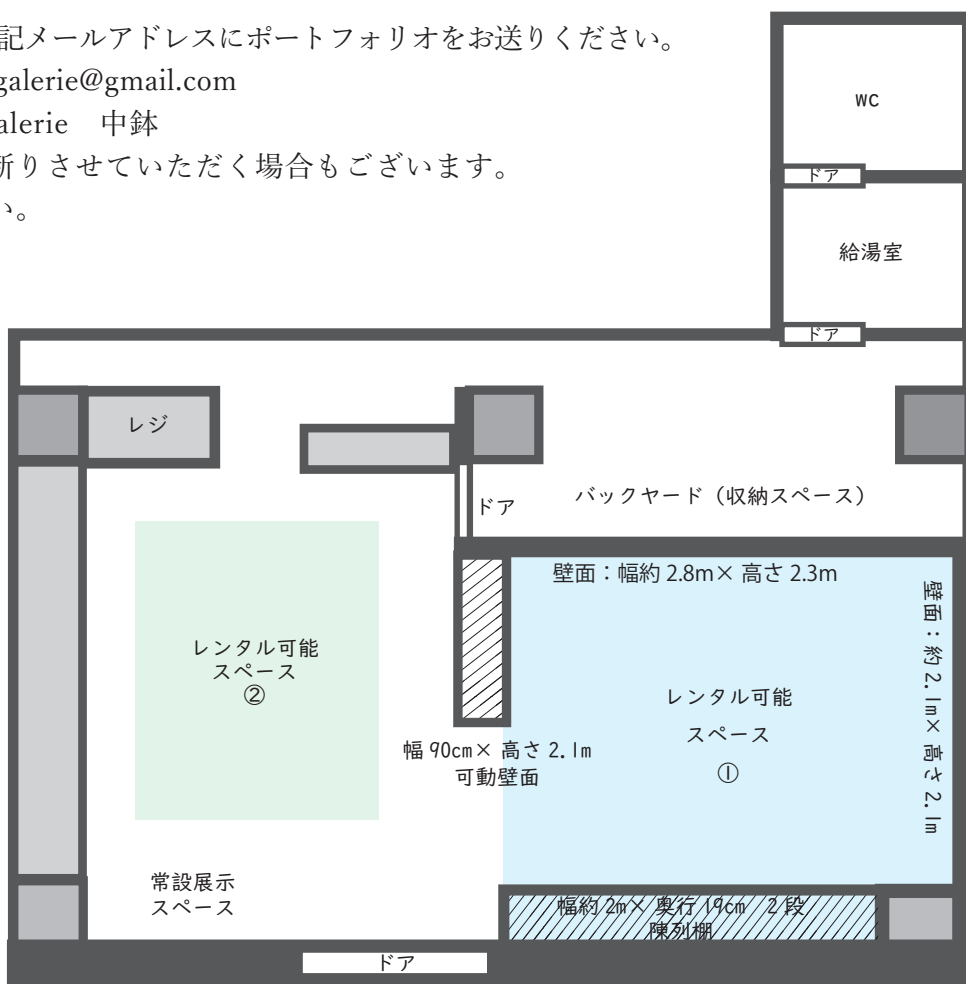 記メールアドレスにポートフォリオをお送りください。
galerie@gmail.com
alerie　中鉢
断りさせていただく場合もございます。
い。
WC
ドア
給湯室
ドア
レジ
ドア
バックヤード（収納スペース）
壁面：幅約 2.8m× 高さ 2.3m
壁面：約 2.1m× 高さ 2.1m
レンタル可能
スペース
②
レンタル可能
スペース
①
幅 90cm× 高さ 2.1m
可動壁面
常設展示
スペース
幅約 2m× 奥行 19cm　2 段
陳列棚
ドア